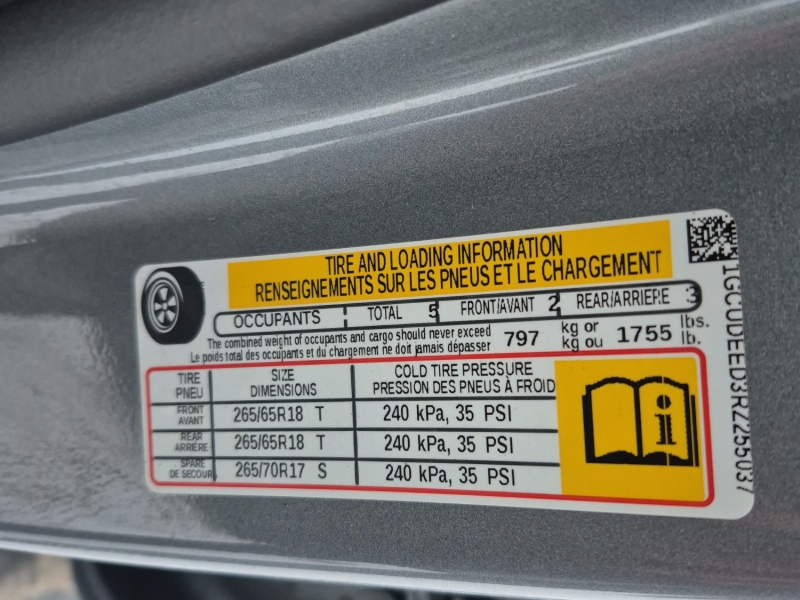 TIRE AND LOADING INFORMATION
RENSEIGNEMENTS SUR LES PNEUS ET LE CHARGEMENT
OCCUPANTS TOTAL 5 FRONT/AVANT 2 REAR/ARRIERE 3
The combined weight of occupants and cargo should never exceed 797 kg or 1755 lbs.
Le poids total des occupants et du chargement ne doit jamais dépasser kg ou lb.
TIRE SIZE COLD TIRE PRESSURE
PNEU DIMENSIONS PRESSION DES PNEUS À FROID
FRONT
AVANT 265/65R18 T 240 kPa, 35 PSI
REAR
ARRIÈRE 265/65R18 T 240 kPa, 35 PSI
SPARE
DE SECOUR 265/70R17 S 240 kPa, 35 PSI
i
1GCUDEED3RZ255037